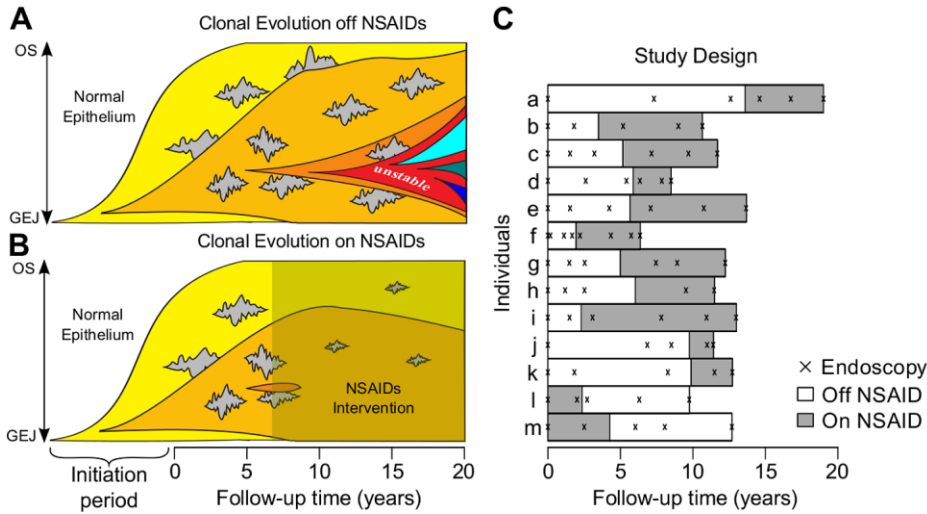 A
Clonal Evolution off NSAIDs
OS
Normal
Epithelium
unstable
GEJ
B
Clonal Evolution on NSAIDs
OS
Normal
Epithelium
NSAIDs
Intervention
GEJ
Initiation
period
0 5 10 15 20
Follow-up time (years)
C
Study Design
Individuals
a
b
c
d
e
f
g
h
i
j
k
l
m
× Endoscopy
Off NSAID
On NSAID
0 5 10 15 20
Follow-up time (years)